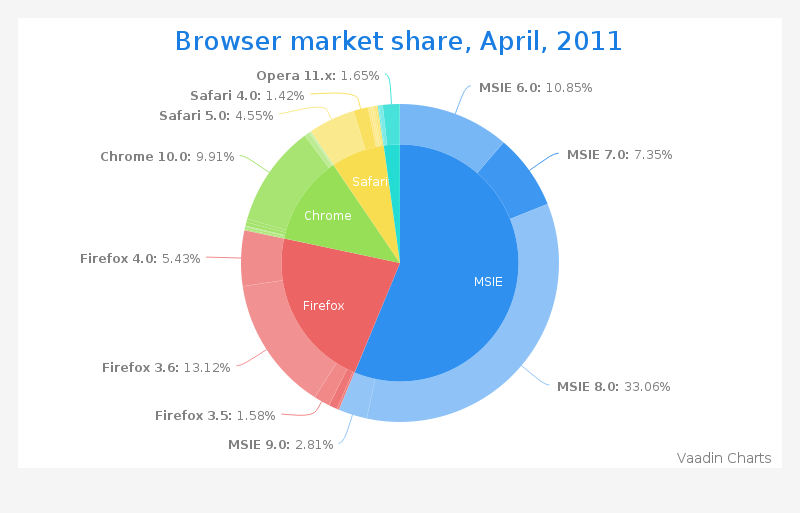 Browser market share, April, 2011
Opera 11.x: 1.65%
MSIE 6.0: 10.85%
Safari 4.0: 1.42%
Safari 5.0: 4.55%
Chrome 10.0: 9.91%
MSIE 7.0: 7.35%
Safari
Chrome
Firefox 4.0: 5.43%
MSIE
Firefox
Firefox 3.6: 13.12%
MSIE 8.0: 33.06%
Firefox 3.5: 1.58%
MSIE 9.0: 2.81%
Vaadin Charts